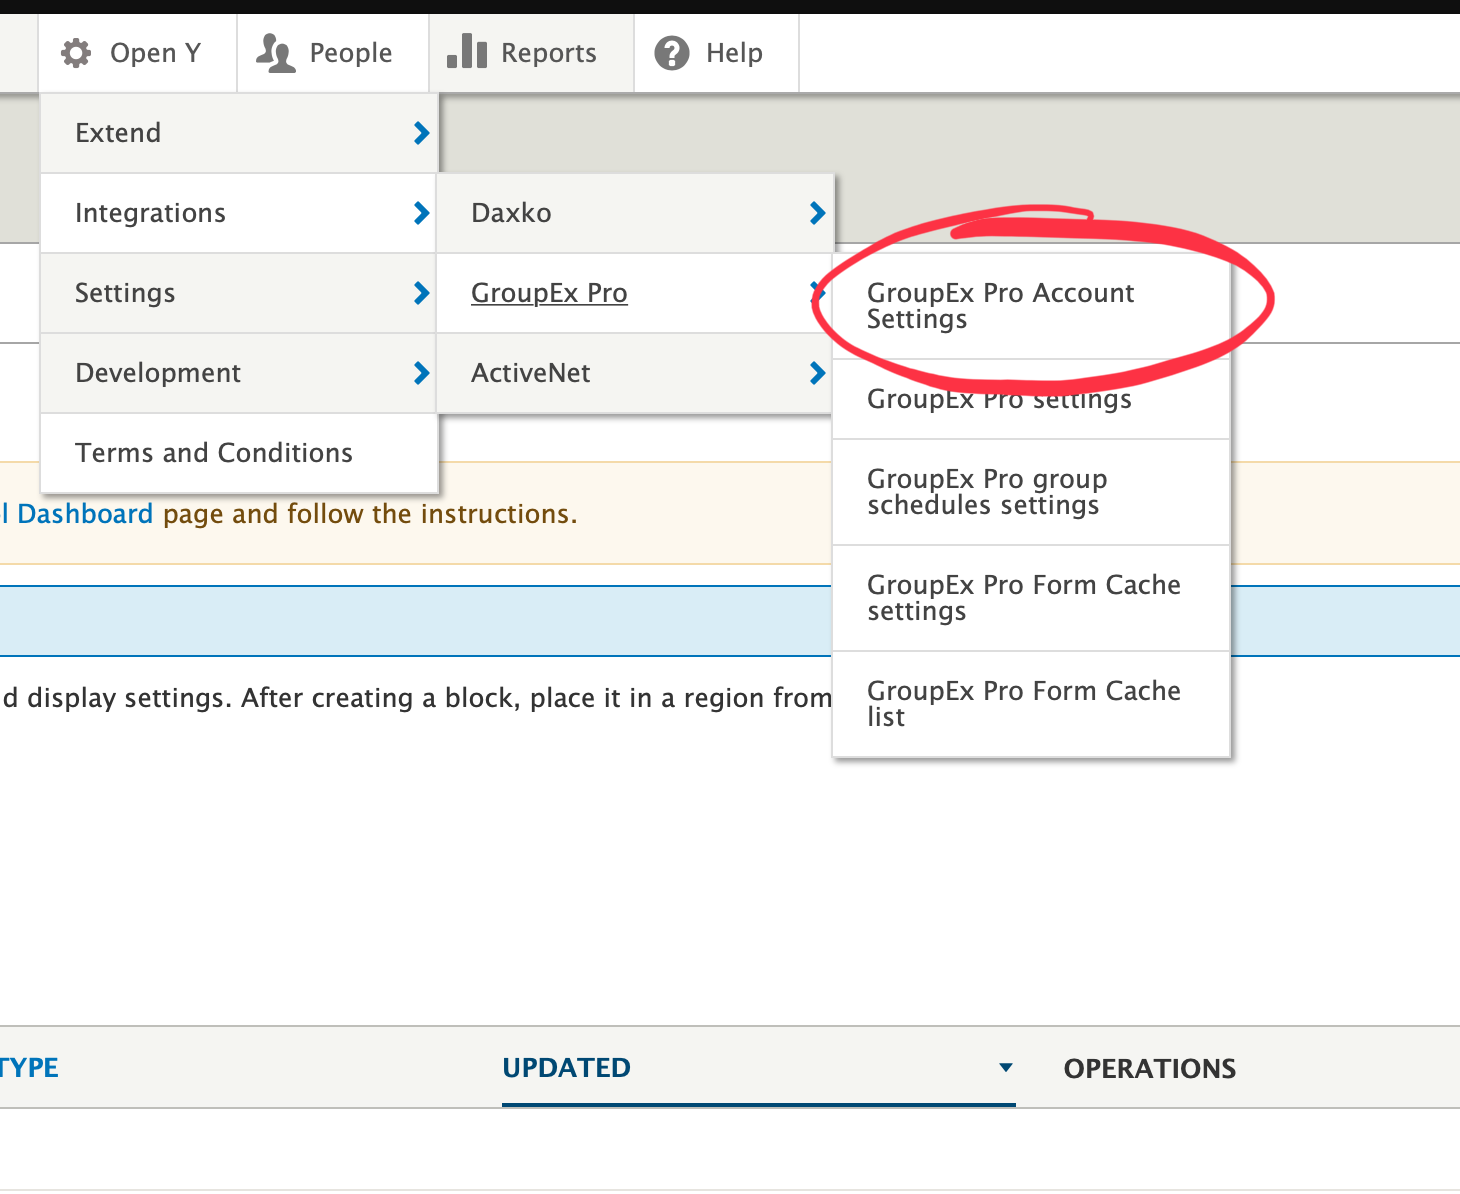 Open Y
People
Reports
Help
Extend
Integrations
Settings
Development
Terms and Conditions
Daxko
GroupEx Pro
ActiveNet
GroupEx Pro Account
Settings
GroupEx Pro settings
GroupEx Pro group
schedules settings
GroupEx Pro Form Cache
settings
GroupEx Pro Form Cache
list
l Dashboard page and follow the instructions.
d display settings. After creating a block, place it in a region from
TYPE
UPDATED
OPERATIONS